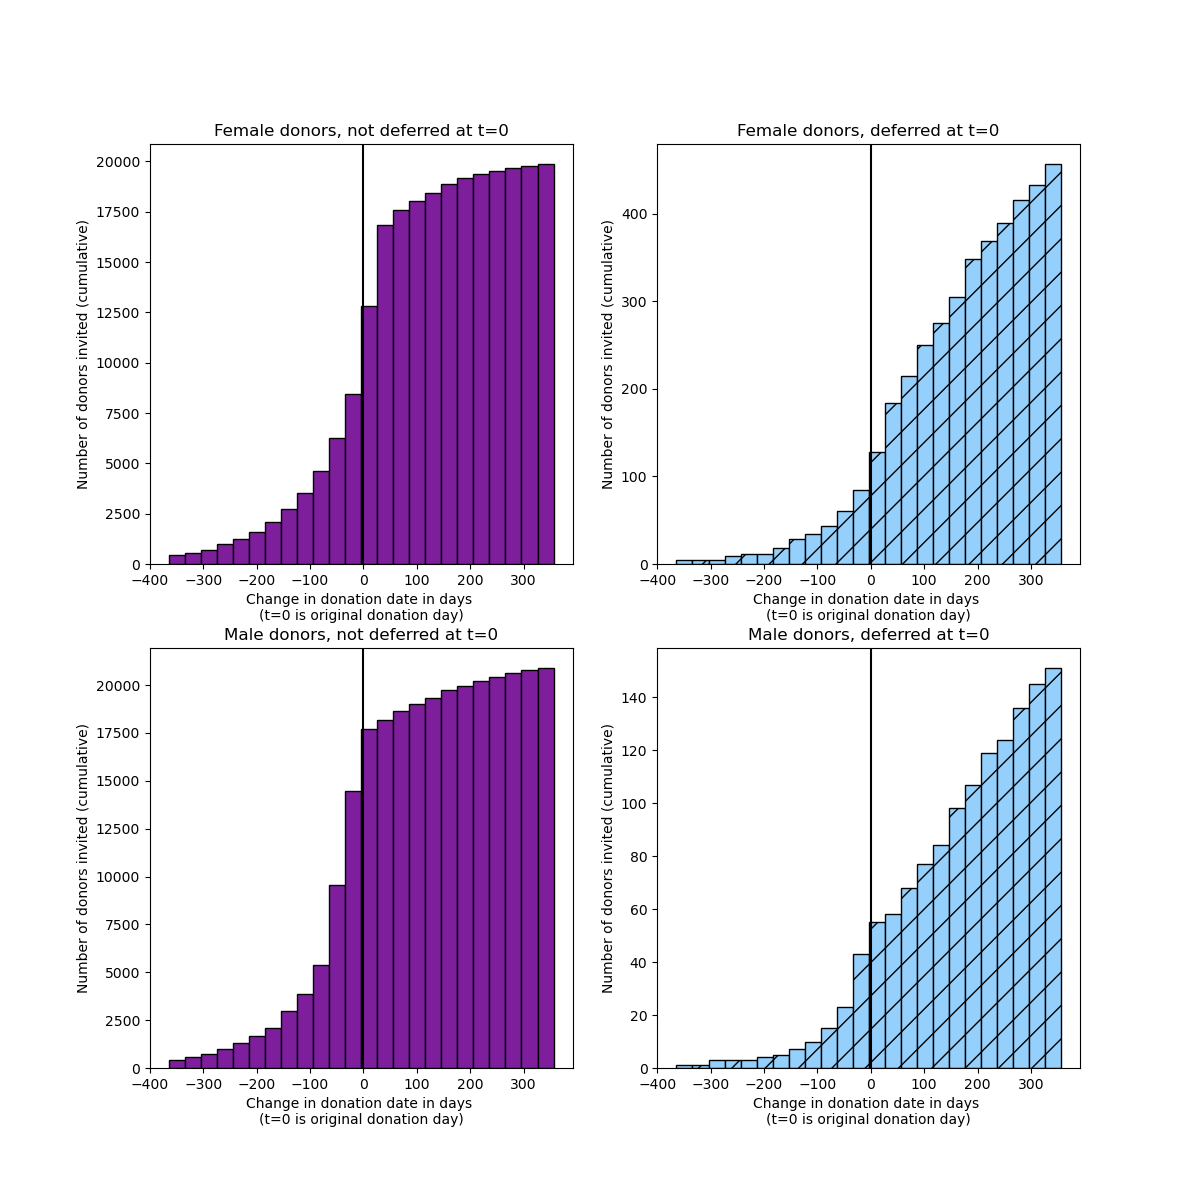 Female donors, not deferred at t=0
Number of donors invited (cumulative)
20000
17500
15000
12500
10000
7500
5000
2500
0
−400 −300 −200 −100 0 100 200 300
Change in donation date in days
(t=0 is original donation day)
Female donors, deferred at t=0
Number of donors invited (cumulative)
400
300
200
100
0
−400 −300 −200 −100 0 100 200 300
Change in donation date in days
(t=0 is original donation day)
Male donors, not deferred at t=0
Number of donors invited (cumulative)
20000
17500
15000
12500
10000
7500
5000
2500
0
−400 −300 −200 −100 0 100 200 300
Change in donation date in days
(t=0 is original donation day)
Male donors, deferred at t=0
Number of donors invited (cumulative)
140
120
100
80
60
40
20
0
−400 −300 −200 −100 0 100 200 300
Change in donation date in days
(t=0 is original donation day)